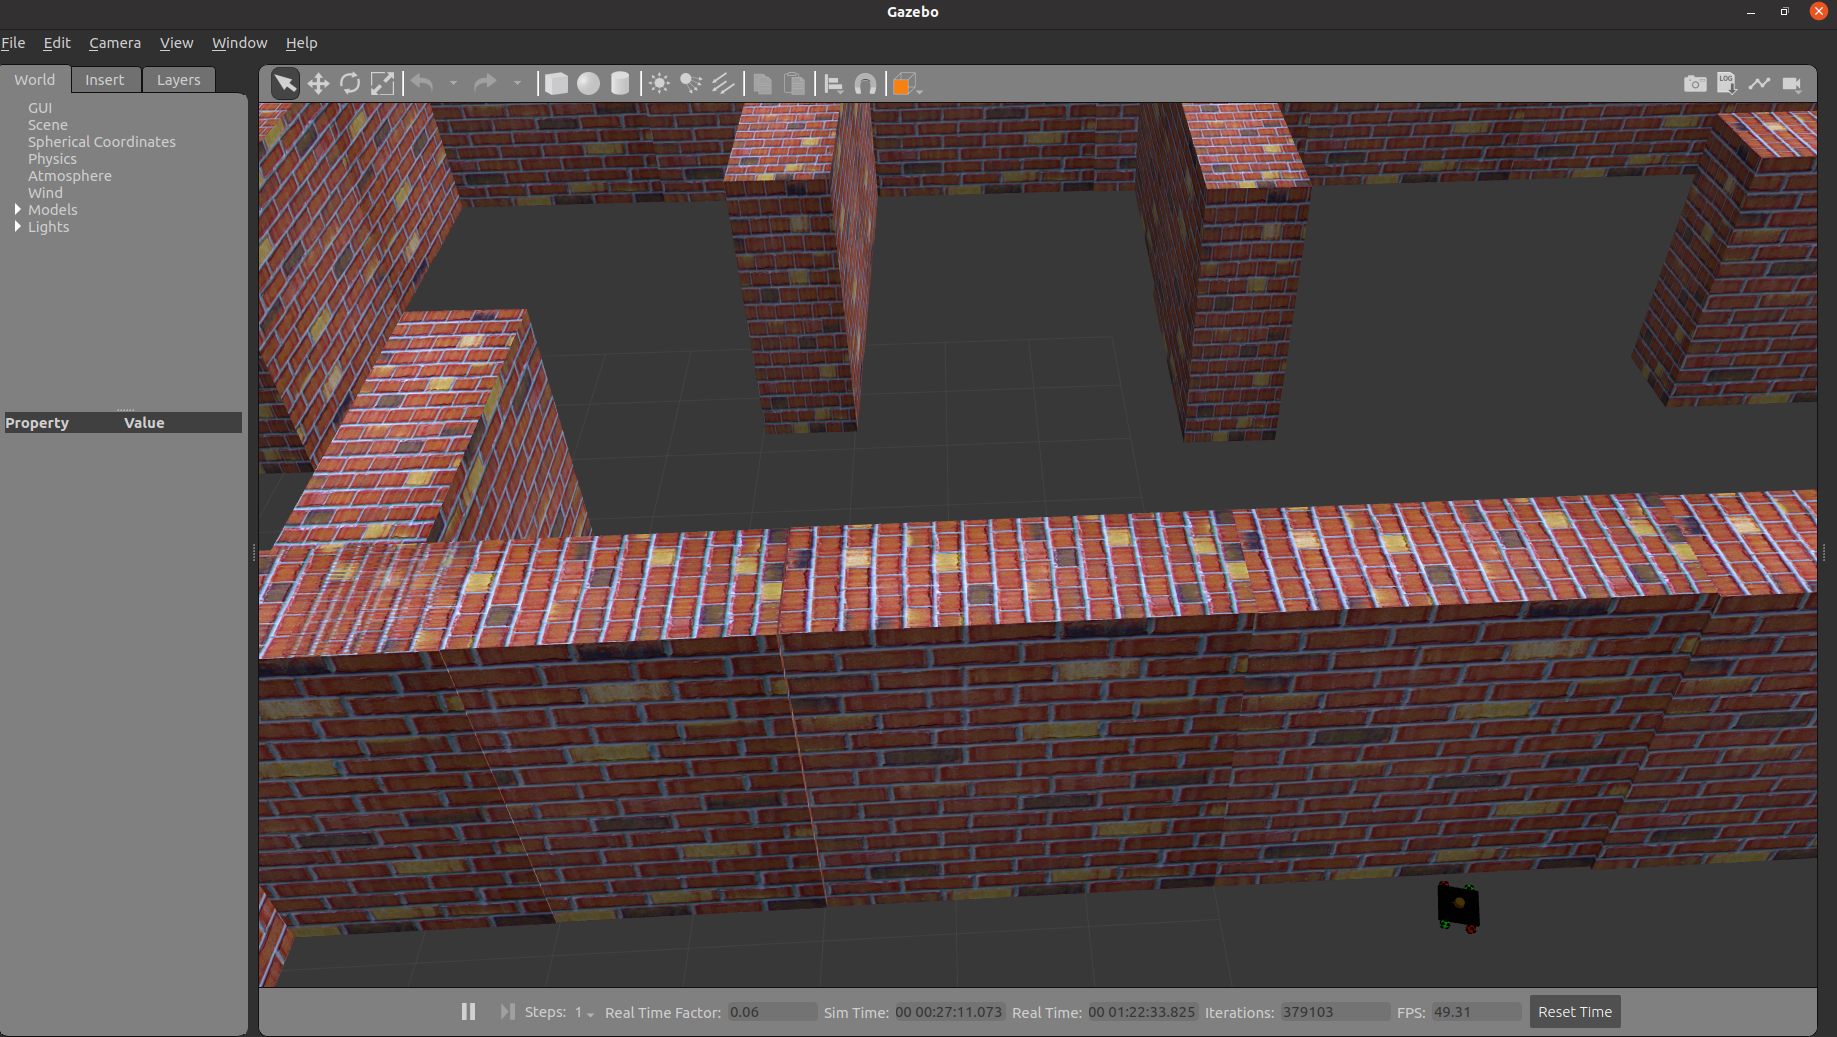 Gazebo
File Edit Camera View Window Help
World Insert Layers
GUI
Scene
Spherical Coordinates
Physics
Atmosphere
Wind
Models
Lights
Property Value
LOG
Steps: 1 Real Time Factor: 0.06 Sim Time: 00 00:27:11.073 Real Time: 00 01:22:33.825 Iterations: 379103 FPS: 49.31 Reset Time